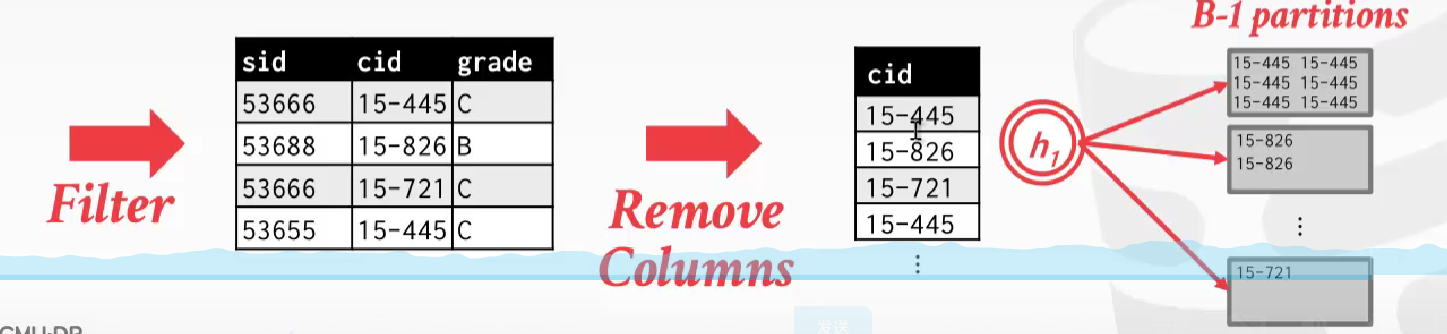 B-1 partitions
Filter
sid cid grade
53666 15-445 C
53688 15-826 B
53666 15-721 C
53655 15-445 C
Remove
Columns
cid
15-445
15-826
15-721
15-445
⋮
h1
15-445 15-445
15-445 15-445
15-445 15-445
15-826
15-826
⋮
15-721
发送